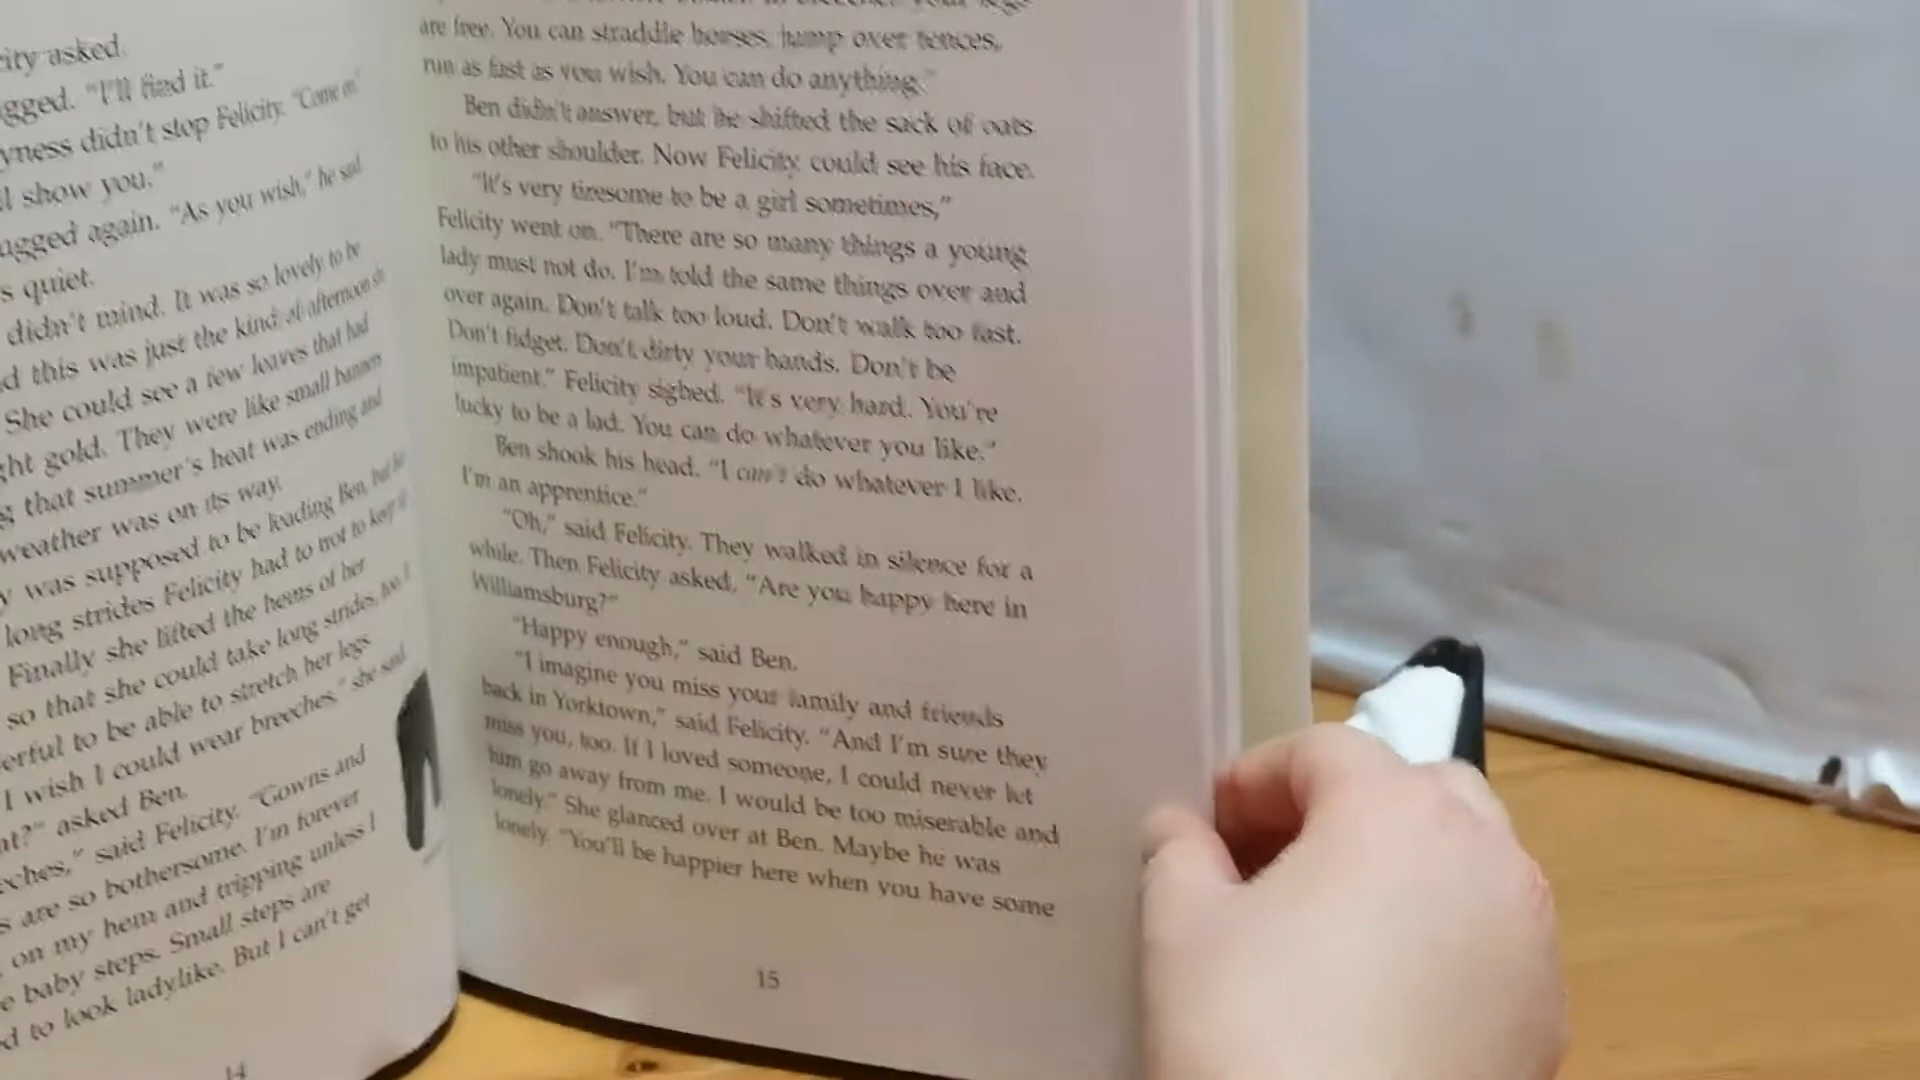 city asked.
gged. "I'll find it."
yness didn't stop Felicity. "Come on"
show you."
ugged again. "As you wish," he said
s quiet.
didn't mind. It was so lovely to be
d this was just the kind of afternoon she
She could see a few leaves that had
ght gold. They were like small banners
g that summer's heat was ending and
weather was on its way.
y was supposed to be leading Ben, but his
long strides Felicity had to trot to keep up
Finally she lifted the hems of her
so that she could take long strides, too. I
erful to be able to stretch her legs.
I wish I could wear breeches," she said.
at?" asked Ben.
eches," said Felicity. "Gowns and
s are so bothersome. I'm forever
on my hem and tripping unless I
e baby steps. Small steps are
d to look ladylike. But I can't get
14
are free. You can straddle horses, jump over fences,
run as fast as you wish. You can do anything."
Ben didn't answer, but he shifted the sack of oats
to his other shoulder. Now Felicity could see his face.
"It's very tiresome to be a girl sometimes,"
Felicity went on. "There are so many things a young
lady must not do. I'm told the same things over and
over again. Don't talk too loud. Don't walk too fast.
Don't fidget. Don't dirty your hands. Don't be
impatient." Felicity sighed. "It's very hard. You're
lucky to be a lad. You can do whatever you like."
Ben shook his head. "I can't do whatever I like.
I'm an apprentice."
"Oh," said Felicity. They walked in silence for a
while. Then Felicity asked, "Are you happy here in
Williamsburg?"
"Happy enough," said Ben.
"I imagine you miss your family and friends
back in Yorktown," said Felicity. "And I'm sure they
miss you, too. If I loved someone, I could never let
him go away from me. I would be too miserable and
lonely." She glanced over at Ben. Maybe he was
lonely. "You'll be happier here when you have some
15